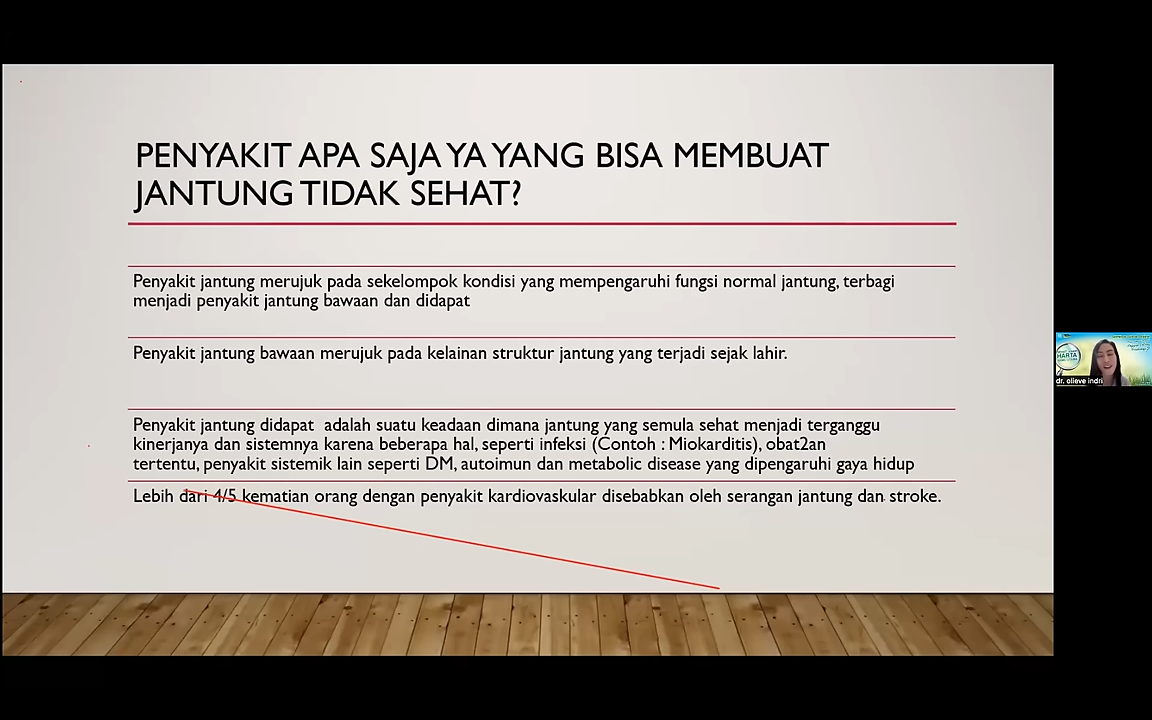 PENYAKIT APA SAJA YA YANG BISA MEMBUAT
JANTUNG TIDAK SEHAT?
Penyakit jantung merujuk pada sekelompok kondisi yang mempengaruhi fungsi normal jantung, terbagi
menjadi penyakit jantung bawaan dan didapat
Penyakit jantung bawaan merujuk pada kelainan struktur jantung yang terjadi sejak lahir.
Penyakit jantung didapat adalah suatu keadaan dimana jantung yang semula sehat menjadi terganggu
kinerjanya dan sistemnya karena beberapa hal, seperti infeksi (Contoh : Miokarditis), obat2an
tertentu, penyakit sistemik lain seperti DM, autoimun dan metabolic disease yang dipengaruhi gaya hidup
Lebih dari 4/5 kematian orang dengan penyakit kardiovaskular disebabkan oleh serangan jantung dan stroke.
HARTA
dr. olieve indri